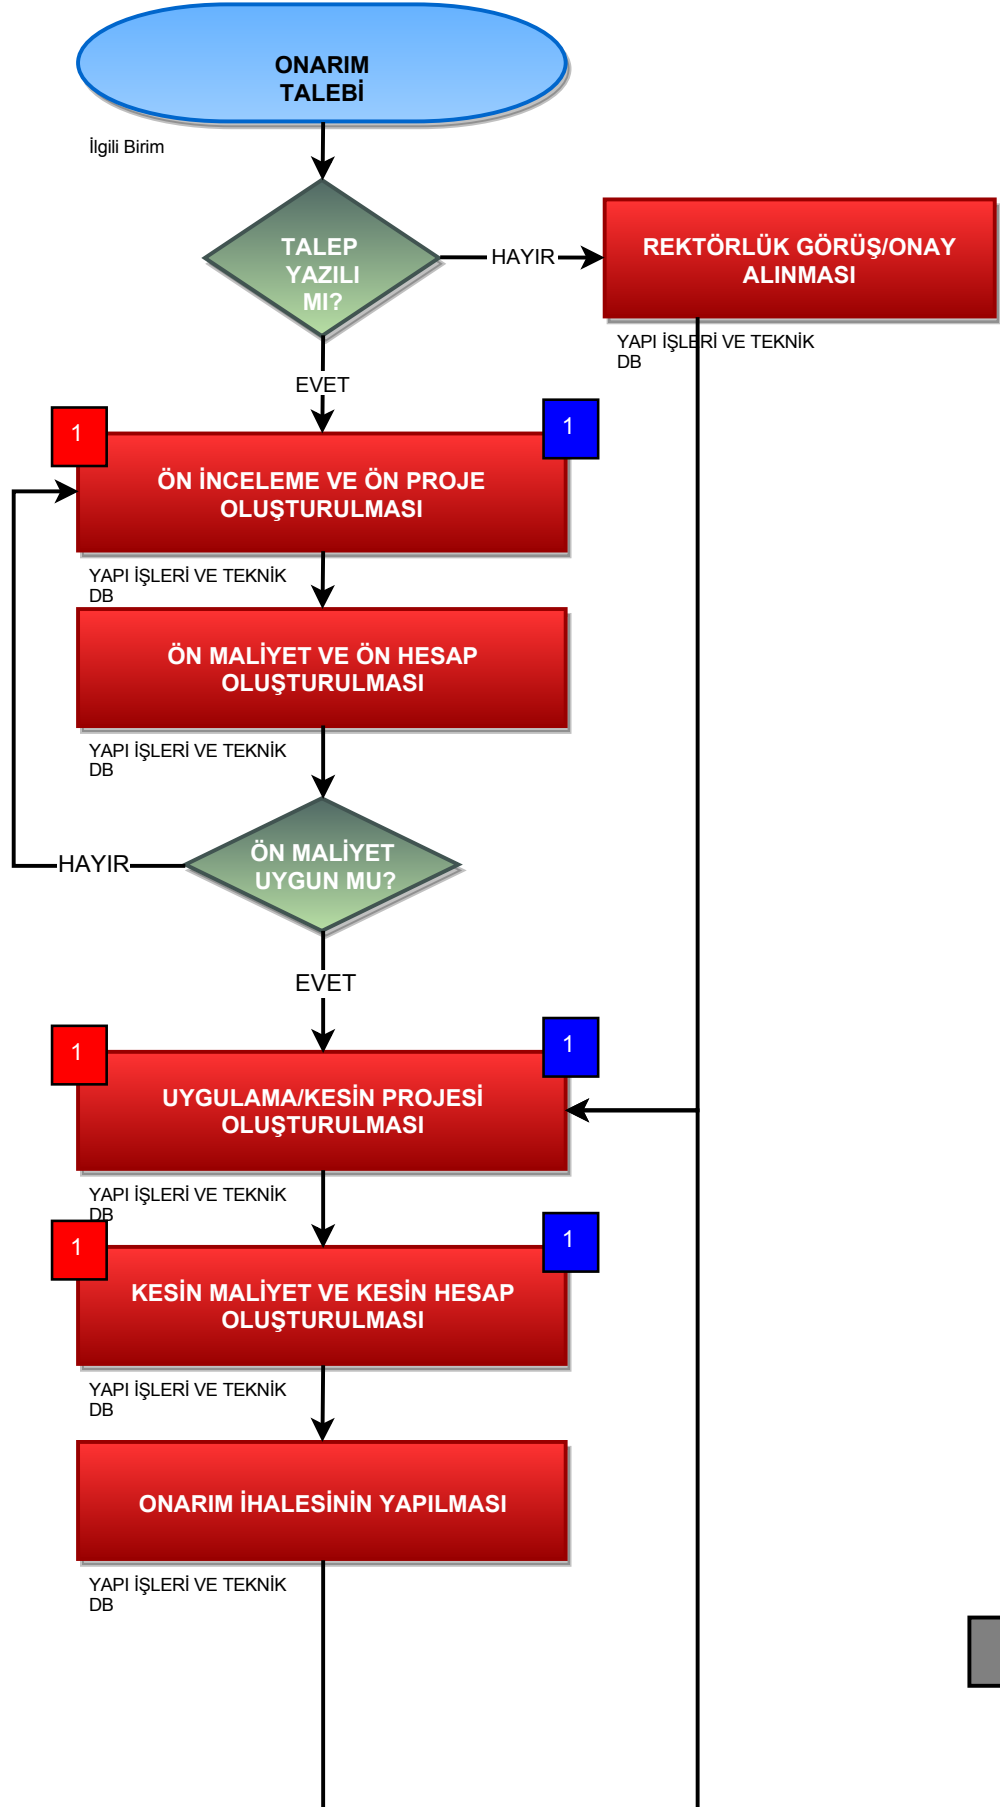 ONARIM
TALEBİ
İlgili Birim
TALEP
YAZILI
MI?
HAYIR
REKTÖRLÜK GÖRÜŞ/ONAY
ALINMASI
YAPI İŞLERİ VE TEKNİK
DB
EVET
1
1
ÖN İNCELEME VE ÖN PROJE
OLUŞTURULMASI
YAPI İŞLERİ VE TEKNİK
DB
ÖN MALİYET VE ÖN HESAP
OLUŞTURULMASI
YAPI İŞLERİ VE TEKNİK
DB
ÖN MALİYET
UYGUN MU?
HAYIR
EVET
1
1
UYGULAMA/KESİN PROJESİ
OLUŞTURULMASI
YAPI İŞLERİ VE TEKNİK
DB
1
1
KESİN MALİYET VE KESİN HESAP
OLUŞTURULMASI
YAPI İŞLERİ VE TEKNİK
DB
ONARIM İHALESİNİN YAPILMASI
YAPI İŞLERİ VE TEKNİK
DB